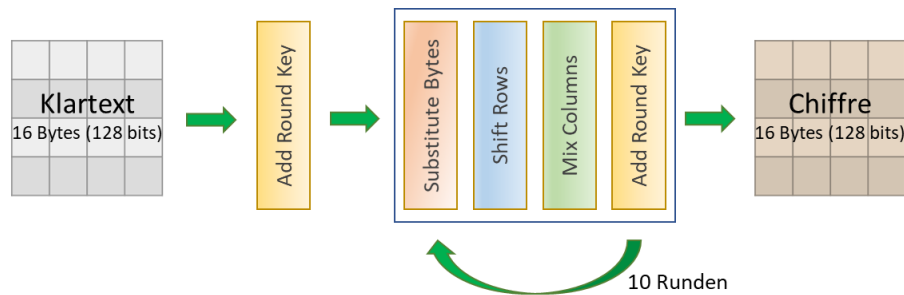 Klartext
16 Bytes (128 bits)
Add Round Key
Substitute Bytes
Shift Rows
Mix Columns
Add Round Key
Chiffre
16 Bytes (128 bits)
10 Runden